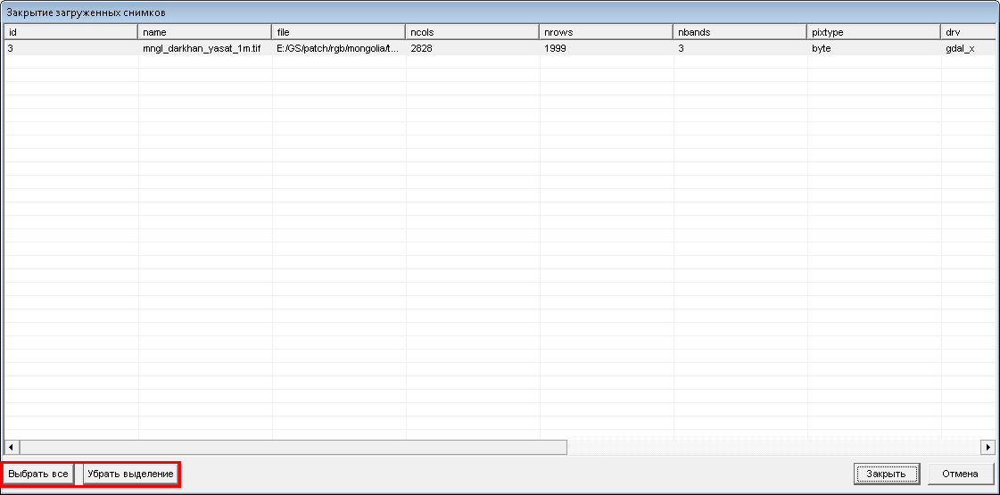 Закрытие загруженных снимков
id name file ncols nrows nbands pixtype drv
3 mngl_darkhan_yasat_1m.tif E:/GS/patch/rgb/mongolia/t... 2828 1999 3 byte gdal_x
Выбрать все Убрать выделение Закрыть Отмена